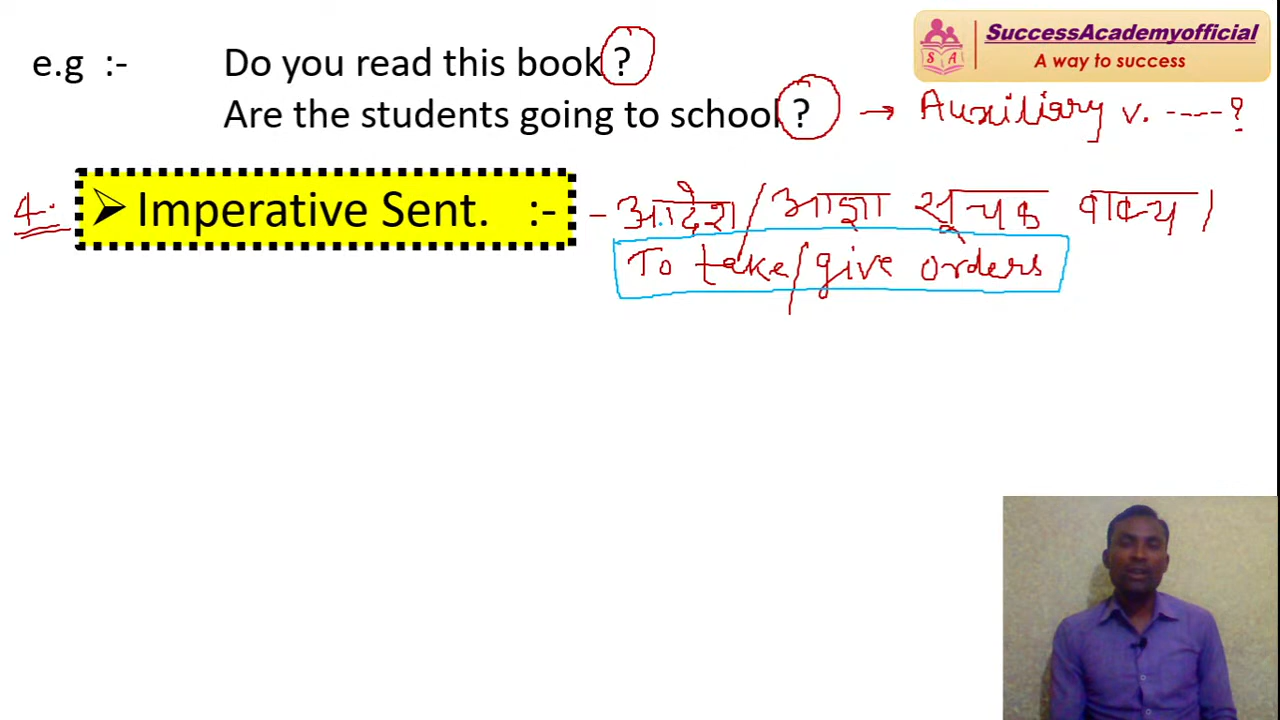 e.g :- Do you read this book ?
SuccessAcademyofficial
S A
A way to success
Are the students going to school ? → Auxiliary v. ----?
4. ➢ Imperative Sent. :- - आदेश/आज्ञा सूचक वाक्य।
To take/give orders